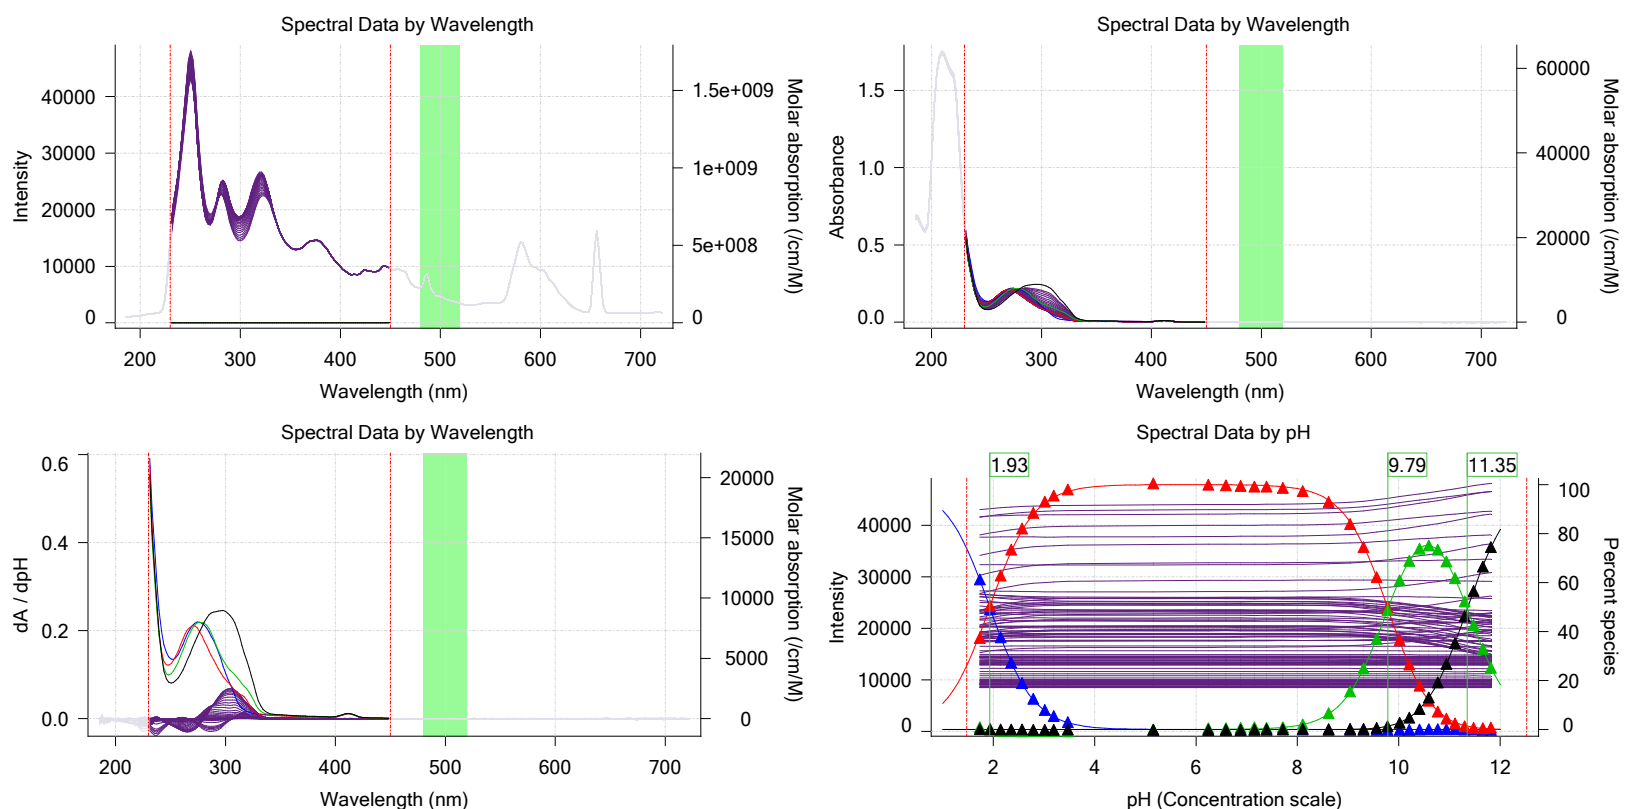 Spectral Data by Wavelength
Intensity
40000
30000
20000
10000
0
1.5e+009
1e+009
5e+008
0
Molar absorption (/cm/M)
200 300 400 500 600 700
Wavelength (nm)
Spectral Data by Wavelength
Absorbance
1.5
1.0
0.5
0.0
60000
40000
20000
0
Molar absorption (/cm/M)
200 300 400 500 600 700
Wavelength (nm)
Spectral Data by Wavelength
dA / dpH
0.6
0.4
0.2
0.0
20000
15000
10000
5000
0
Molar absorption (/cm/M)
200 300 400 500 600 700
Wavelength (nm)
Spectral Data by pH
1.93 9.79 11.35
Intensity
40000
30000
20000
10000
0
100
80
60
40
20
0
Percent species
2 4 6 8 10 12
pH (Concentration scale)